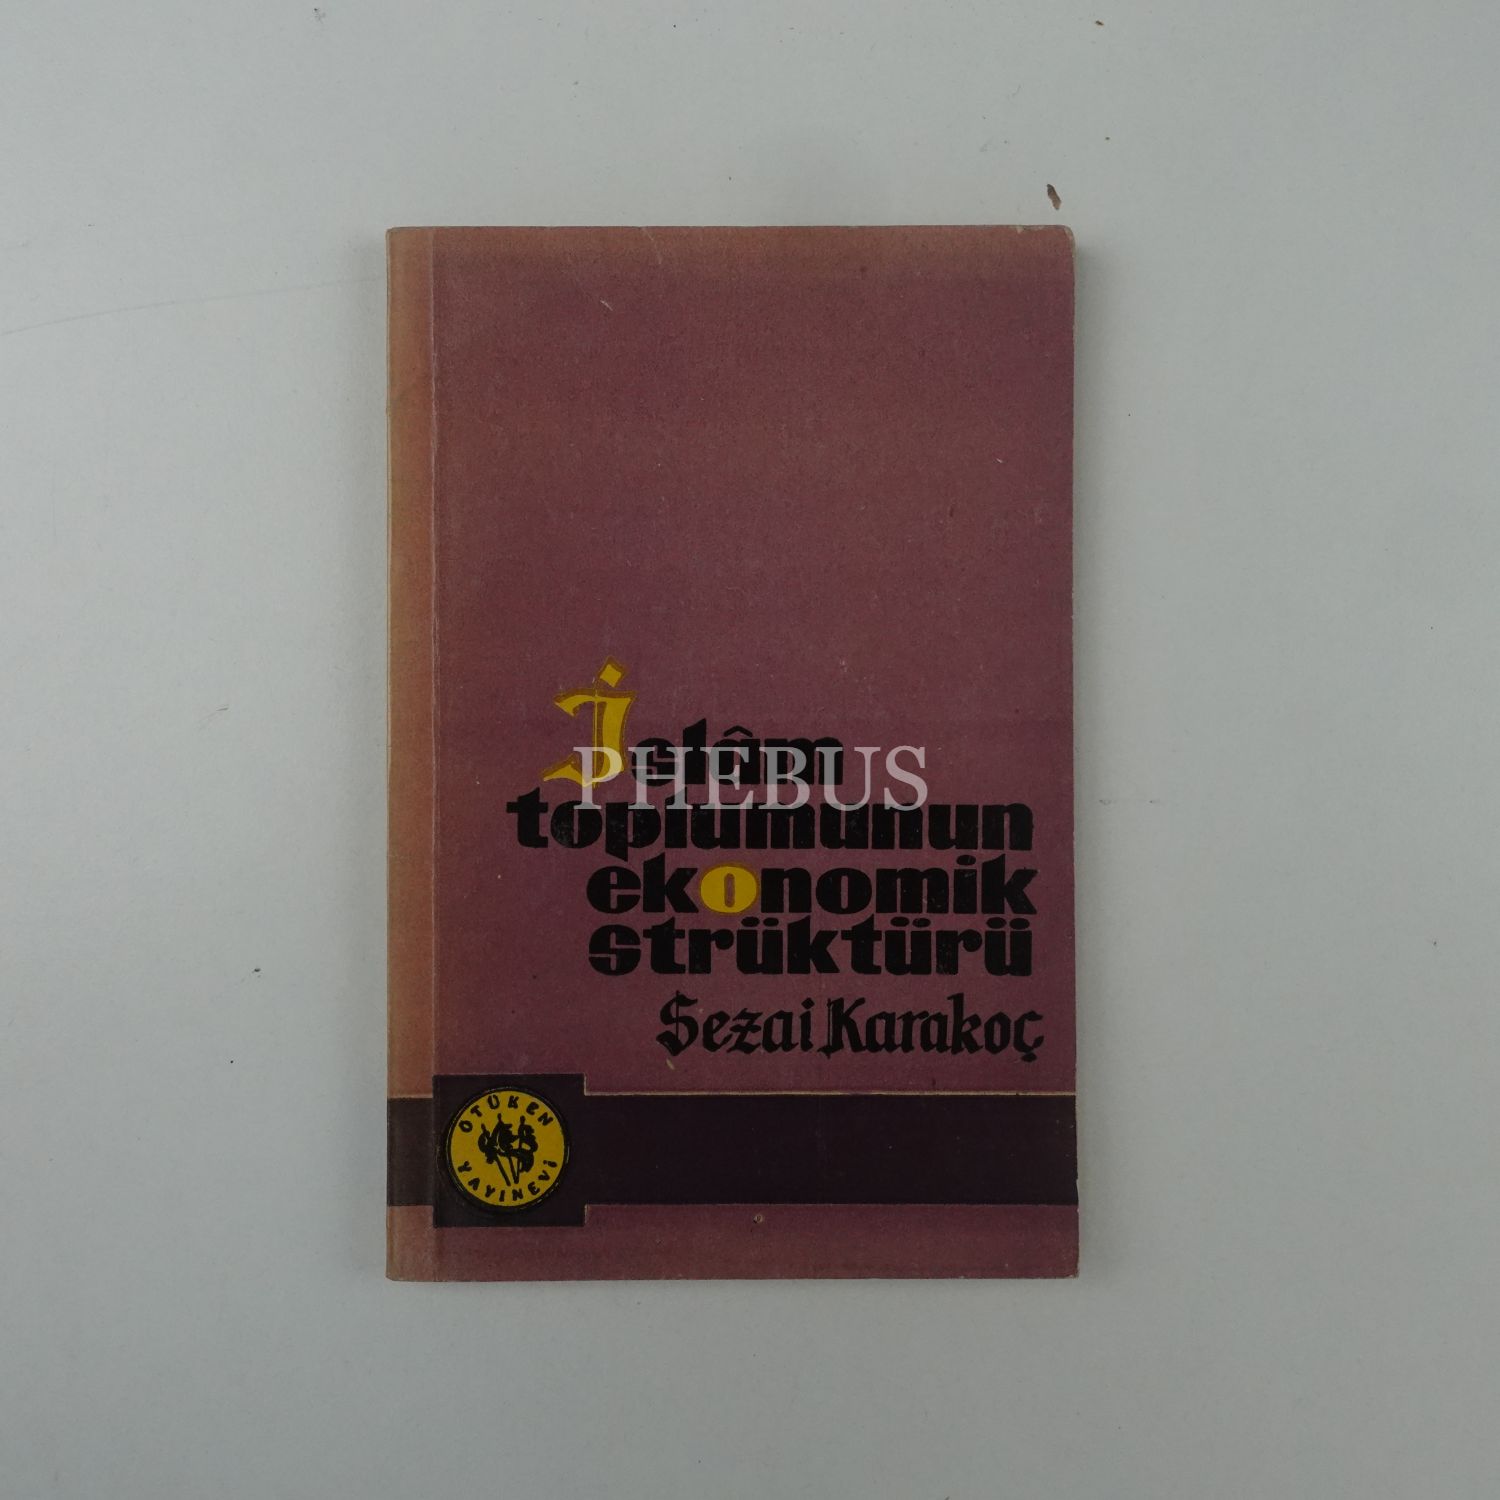 İslâm
toplumunun
ekonomik
strüktürü
Sezai Karakoç
ÖTÜKEN
YAYINEVİ
PHEBUS